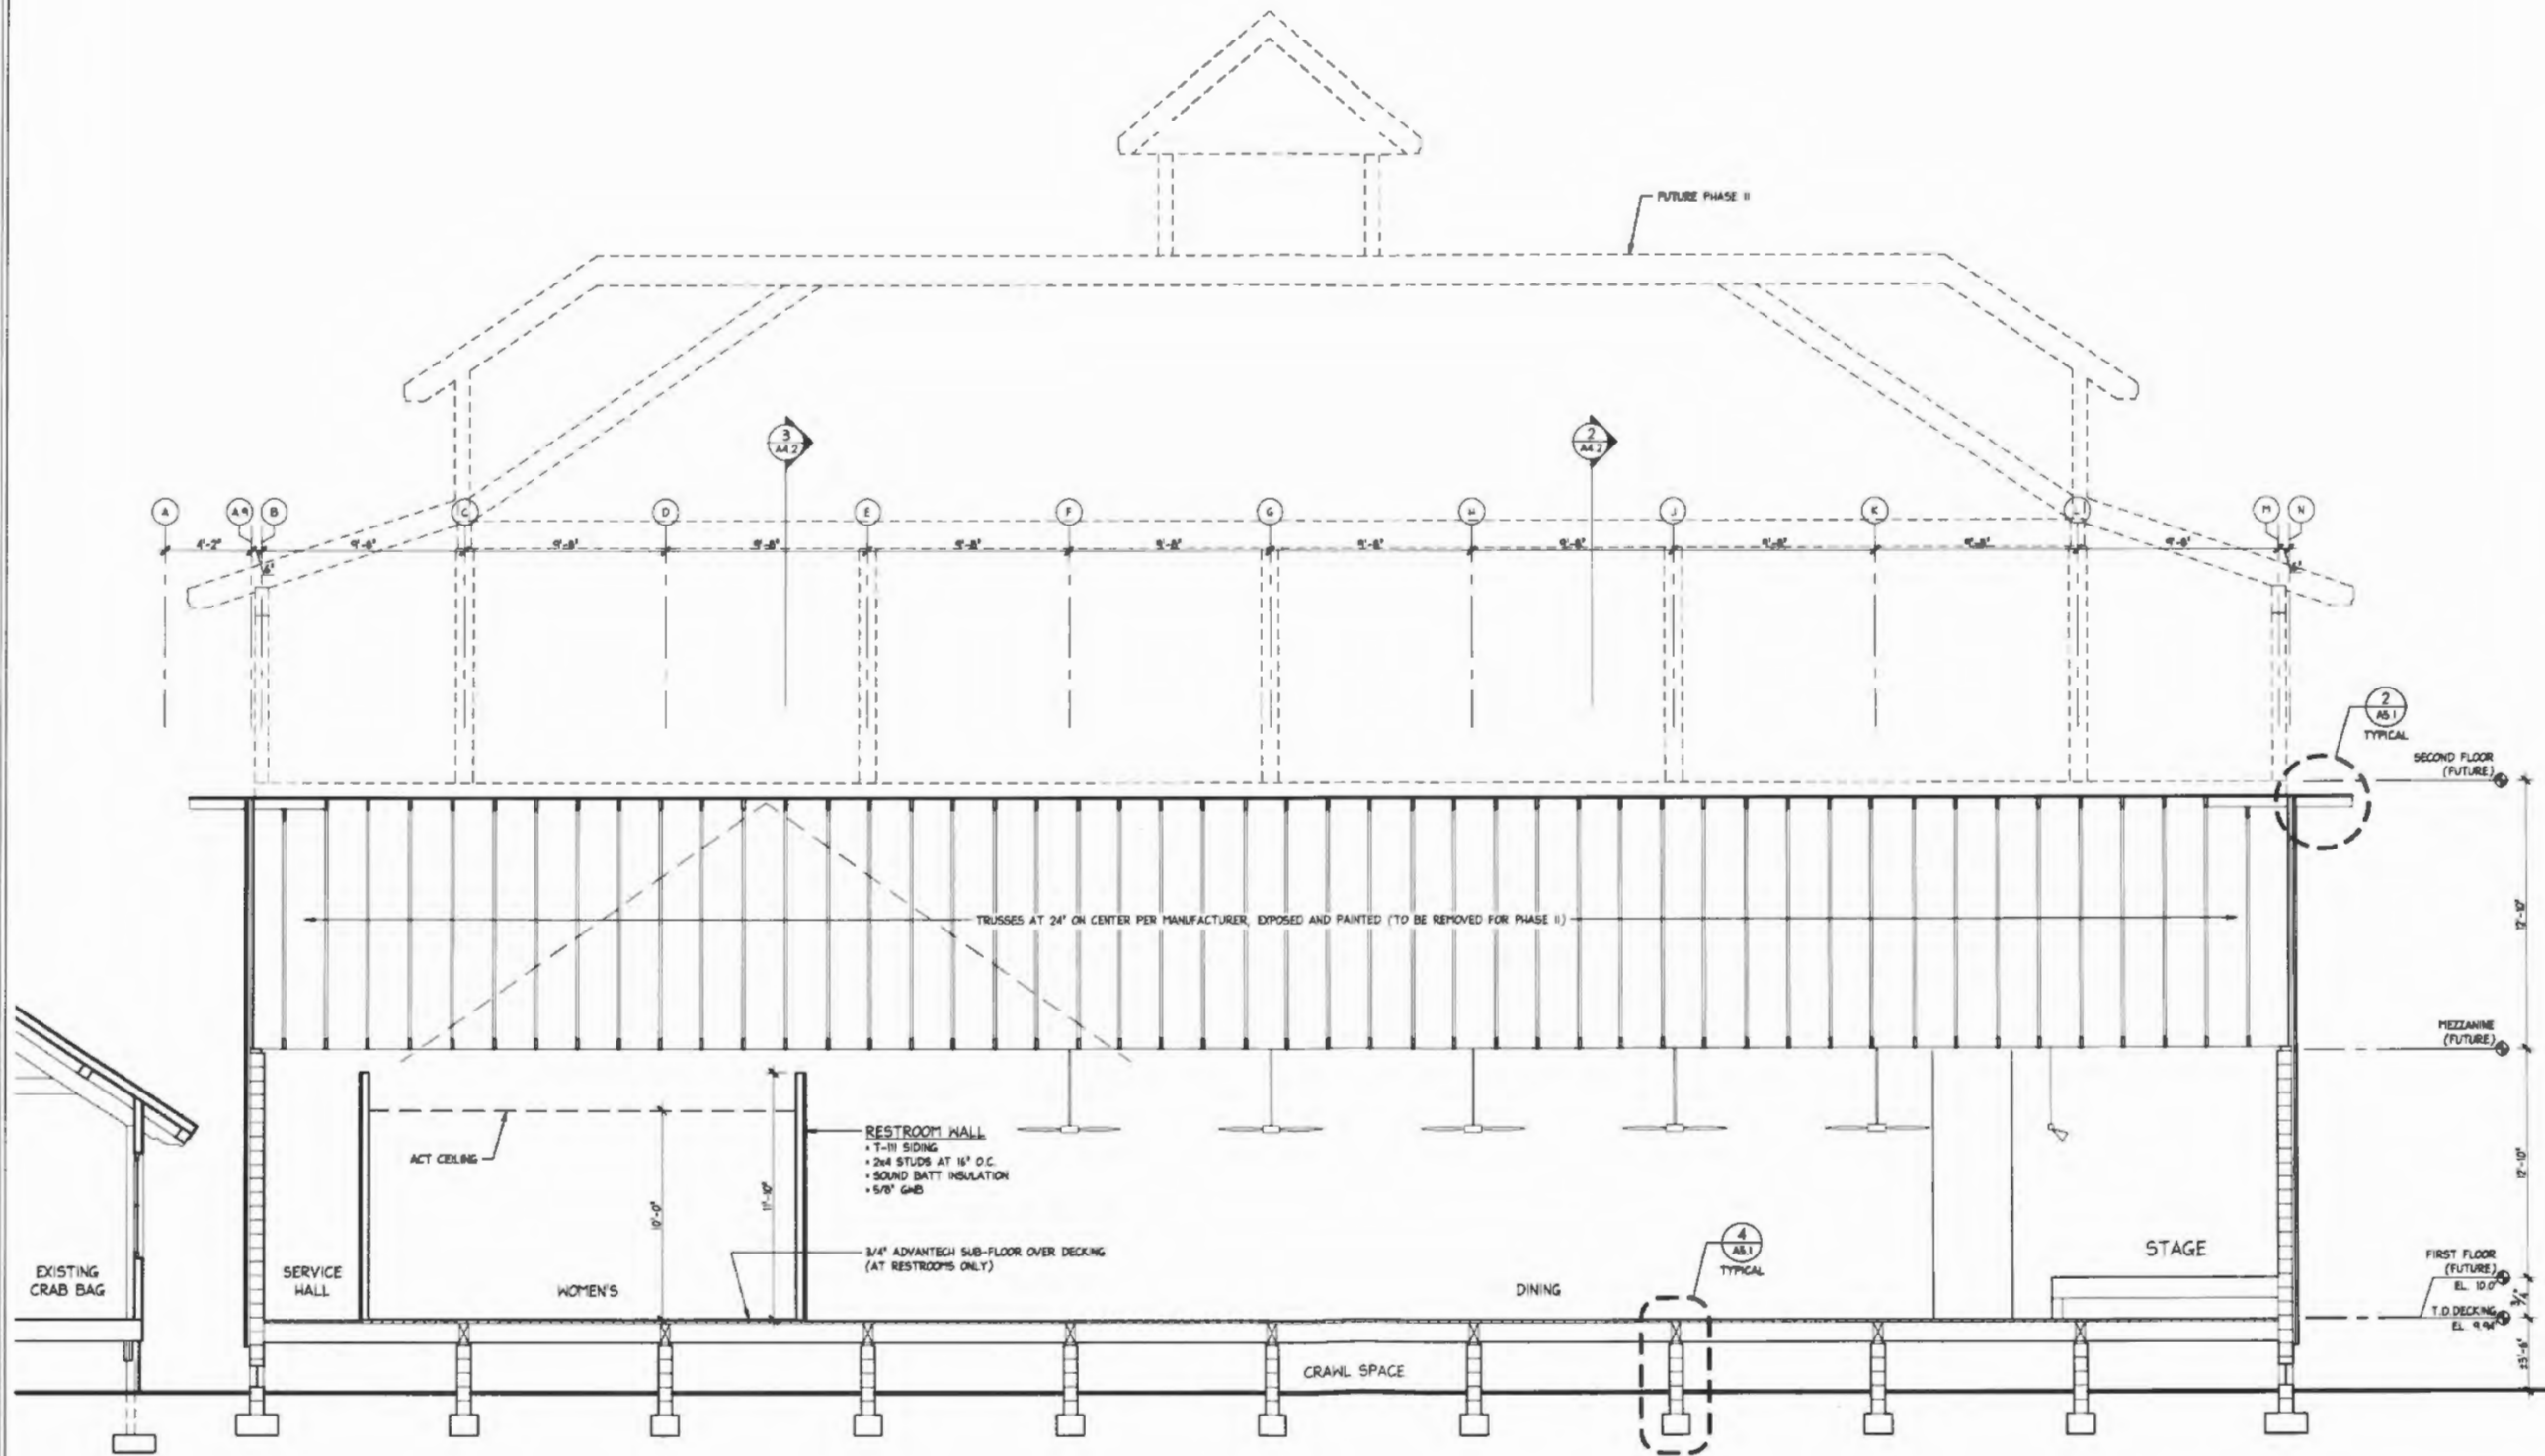 FUTURE PHASE II
3
A4.2
2
A4.2
A
A.9
B
C
D
E
F
G
H
J
K
L
M
N
4'-2"
9'-8"
9'-8"
9'-8"
9'-8"
9'-8"
9'-8"
9'-8"
9'-8"
9'-8"
9'-8"
6"
6"
2
A5.1
TYPICAL
SECOND FLOOR
(FUTURE)
TRUSSES AT 24" ON CENTER PER MANUFACTURER, EXPOSED AND PAINTED (TO BE REMOVED FOR PHASE II)
12'-10"
MEZZANINE
(FUTURE)
ACT CEILING
10'-0"
11'-10"
RESTROOM WALL
• T-111 SIDING
• 2x4 STUDS AT 16" O.C.
• SOUND BATT INSULATION
• 5/8" GWB
12'-10"
3/4" ADVANTECH SUB-FLOOR OVER DECKING
(AT RESTROOMS ONLY)
4
A5.1
TYPICAL
EXISTING
CRAB BAG
SERVICE
HALL
WOMEN'S
DINING
STAGE
FIRST FLOOR
(FUTURE)
EL. 10.0'
3/4"
T.O. DECKING
EL. 9.94'
CRAWL SPACE
±3'-6"